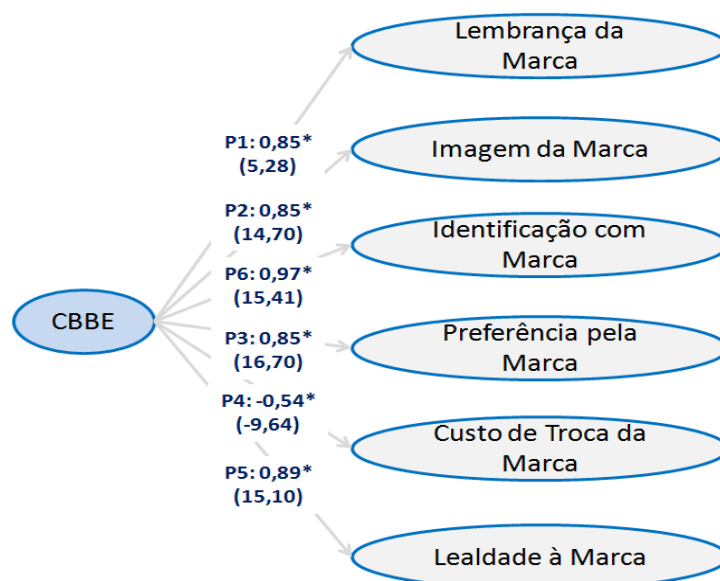 Lembrança da
Marca
P1: 0,85*
(5,28)
Imagem da Marca
P2: 0,85*
(14,70)
Identificação com
Marca
P6: 0,97*
(15,41)
CBBE
P3: 0,85*
(16,70)
Preferência pela
Marca
P4: -0,54*
(-9,64)
Custo de Troca da
Marca
P5: 0,89*
(15,10)
Lealdade à Marca